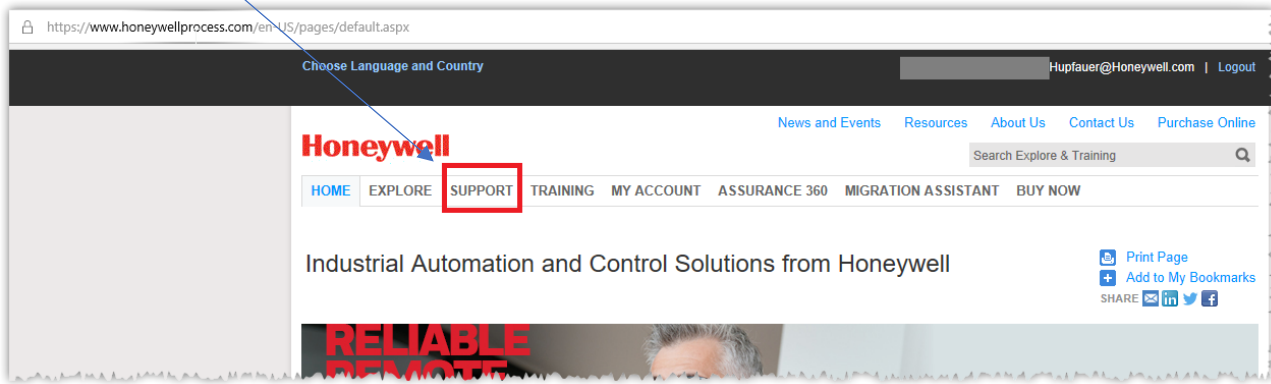 https://www.honeywellprocess.com/en-US/pages/default.aspx
Choose Language and Country
Hupfauer@Honeywell.com | Logout
News and Events Resources About Us Contact Us Purchase Online
Honeywell
Search Explore & Training
HOME EXPLORE SUPPORT TRAINING MY ACCOUNT ASSURANCE 360 MIGRATION ASSISTANT BUY NOW
Industrial Automation and Control Solutions from Honeywell
Print Page
Add to My Bookmarks
SHARE
RELIABLE
REMOTE